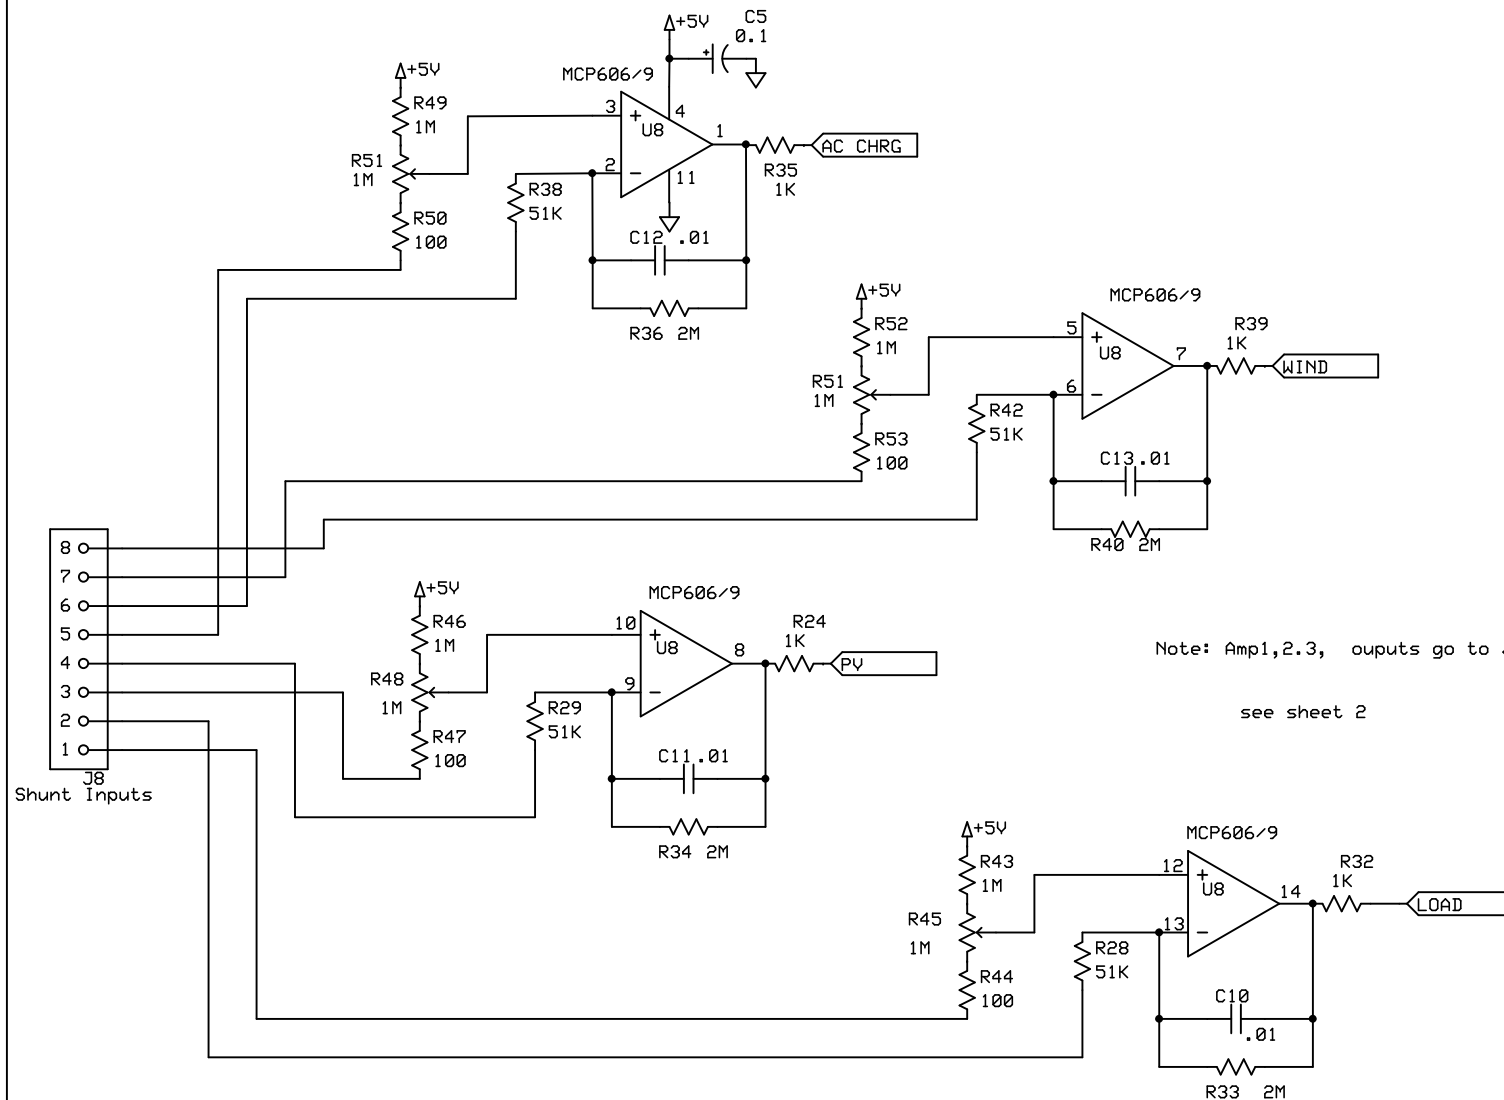 +5V
C5
0.1
+
MCP606/9
+5V
R49
1M
3
+
4
U8
1
AC CHRG
R51
1M
2
−
11
R35
1K
R38
51K
R50
100
C12 .01
R36 2M
+5V
MCP606/9
R52
1M
5
+
U8
7
R39
1K
WIND
R51
1M
6
−
R42
51K
R53
100
C13 .01
R40 2M
8
7
6
5
4
3
2
1
J8
Shunt Inputs
+5V
MCP606/9
R46
1M
10
+
U8
8
R24
1K
PV
R48
1M
9
−
R29
51K
R47
100
C11 .01
R34 2M
Note: Amp1,2.3, ouputs go to
see sheet 2
+5V
MCP606/9
R43
1M
12
+
U8
14
R32
1K
LOAD
R45
1M
13
−
R28
51K
R44
100
C10
.01
R33 2M